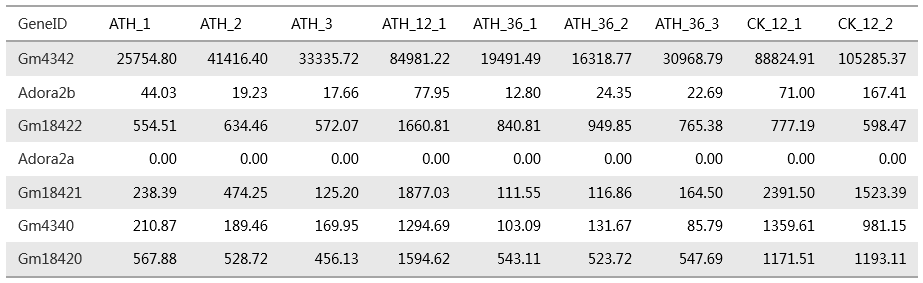 GeneID ATH_1 ATH_2 ATH_3 ATH_12_1 ATH_36_1 ATH_36_2 ATH_36_3 CK_12_1 CK_12_2
Gm4342 25754.80 41416.40 33335.72 84981.22 19491.49 16318.77 30968.79 88824.91 105285.37
Adora2b 44.03 19.23 17.66 77.95 12.80 24.35 22.69 71.00 167.41
Gm18422 554.51 634.46 572.07 1660.81 840.81 949.85 765.38 777.19 598.47
Adora2a 0.00 0.00 0.00 0.00 0.00 0.00 0.00 0.00 0.00
Gm18421 238.39 474.25 125.20 1877.03 111.55 116.86 164.50 2391.50 1523.39
Gm4340 210.87 189.46 169.95 1294.69 103.09 131.67 85.79 1359.61 981.15
Gm18420 567.88 528.72 456.13 1594.62 543.11 523.72 547.69 1171.51 1193.11